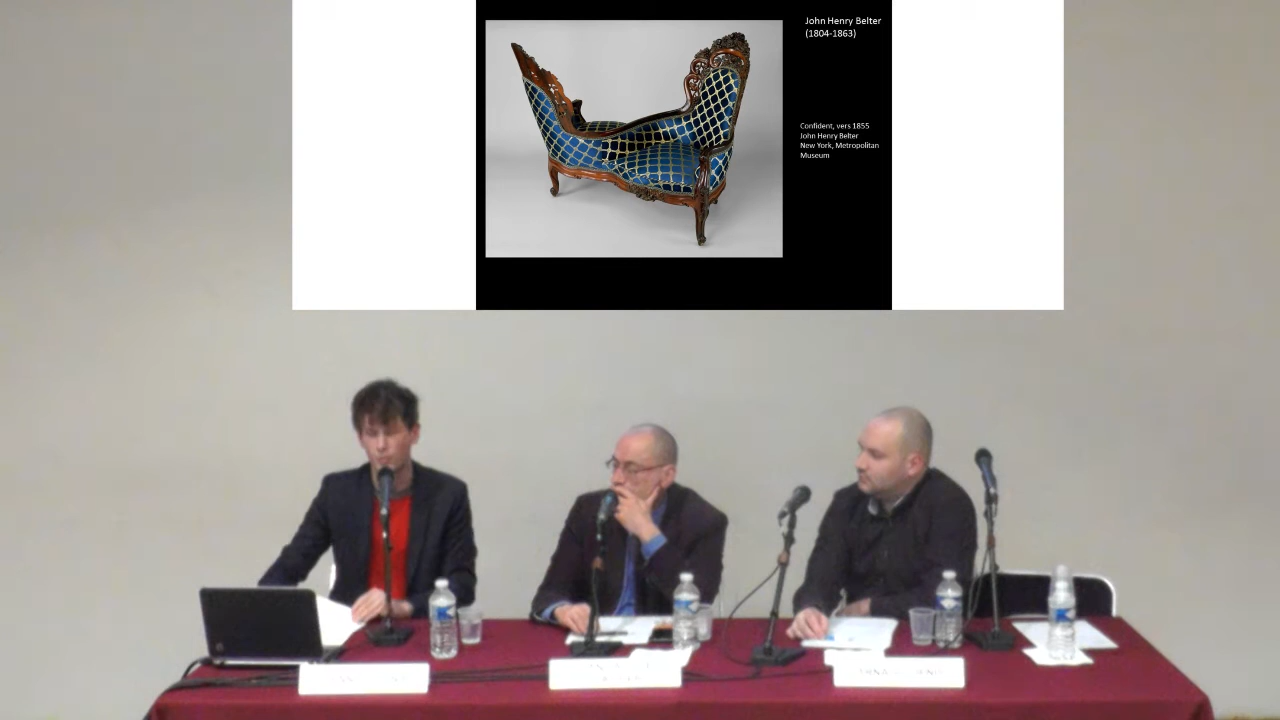 John Henry Belter
(1804-1863)
Confident, vers 1855
John Henry Belter
New York, Metropolitan
Museum